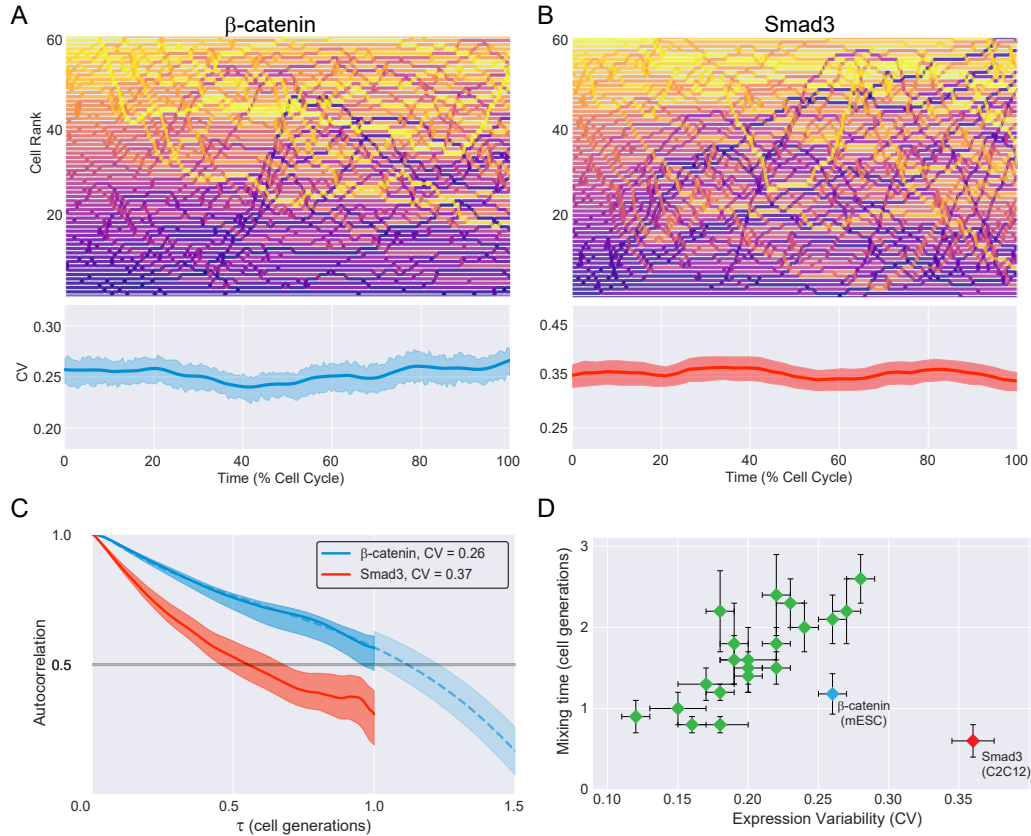 A
β-catenin
60
40
20
Cell Rank
0.30
0.25
0.20
CV
0
20
40
60
80
100
Time (% Cell Cycle)
B
Smad3
60
40
20
0.45
0.35
0.25
0
20
40
60
80
100
Time (% Cell Cycle)
C
1.0
0.5
Autocorrelation
β-catenin, CV = 0.26
Smad3, CV = 0.37
0.0
0.5
1.0
1.5
τ (cell generations)
D
3
2
1
0
Mixing time (cell generations)
β-catenin
(mESC)
Smad3
(C2C12)
0.10
0.15
0.20
0.25
0.30
0.35
Expression Variability (CV)